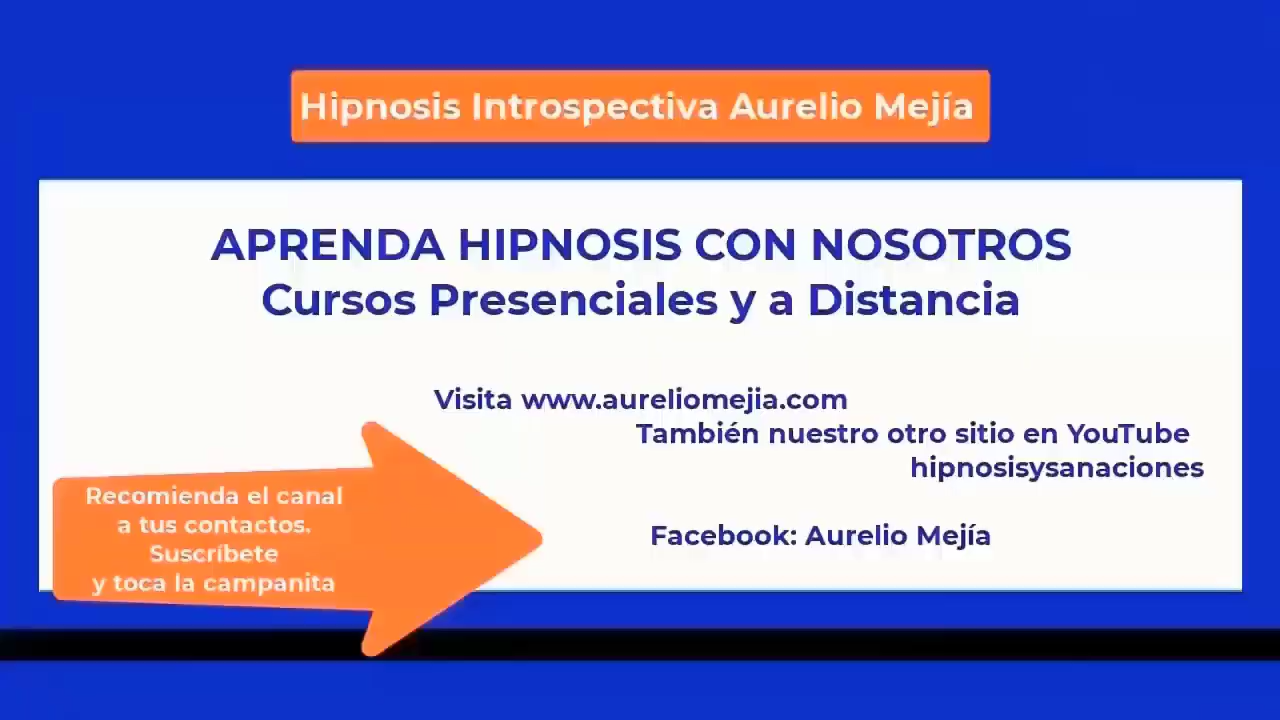 Hipnosis Introspectiva Aurelio Mejía
APRENDA HIPNOSIS CON NOSOTROS
Cursos Presenciales y a Distancia
Visita www.aureliomejia.com
También nuestro otro sitio en YouTube
hipnosisysanaciones
Facebook: Aurelio Mejía
Recomienda el canal
a tus contactos.
Suscríbete
y toca la campanita